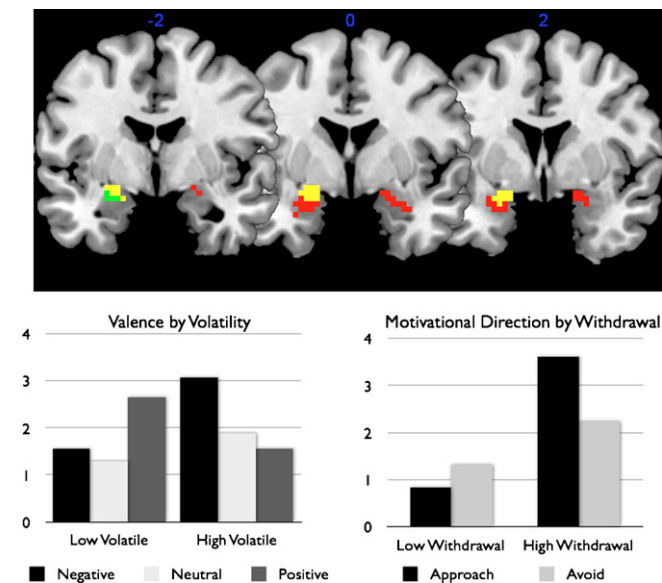 -2 0 2
Valence by Volatility
4
3
2
1
0
Low Volatile High Volatile
Negative Neutral Positive
Motivational Direction by Withdrawal
4
3
2
1
0
Low Withdrawal High Withdrawal
Approach Avoid